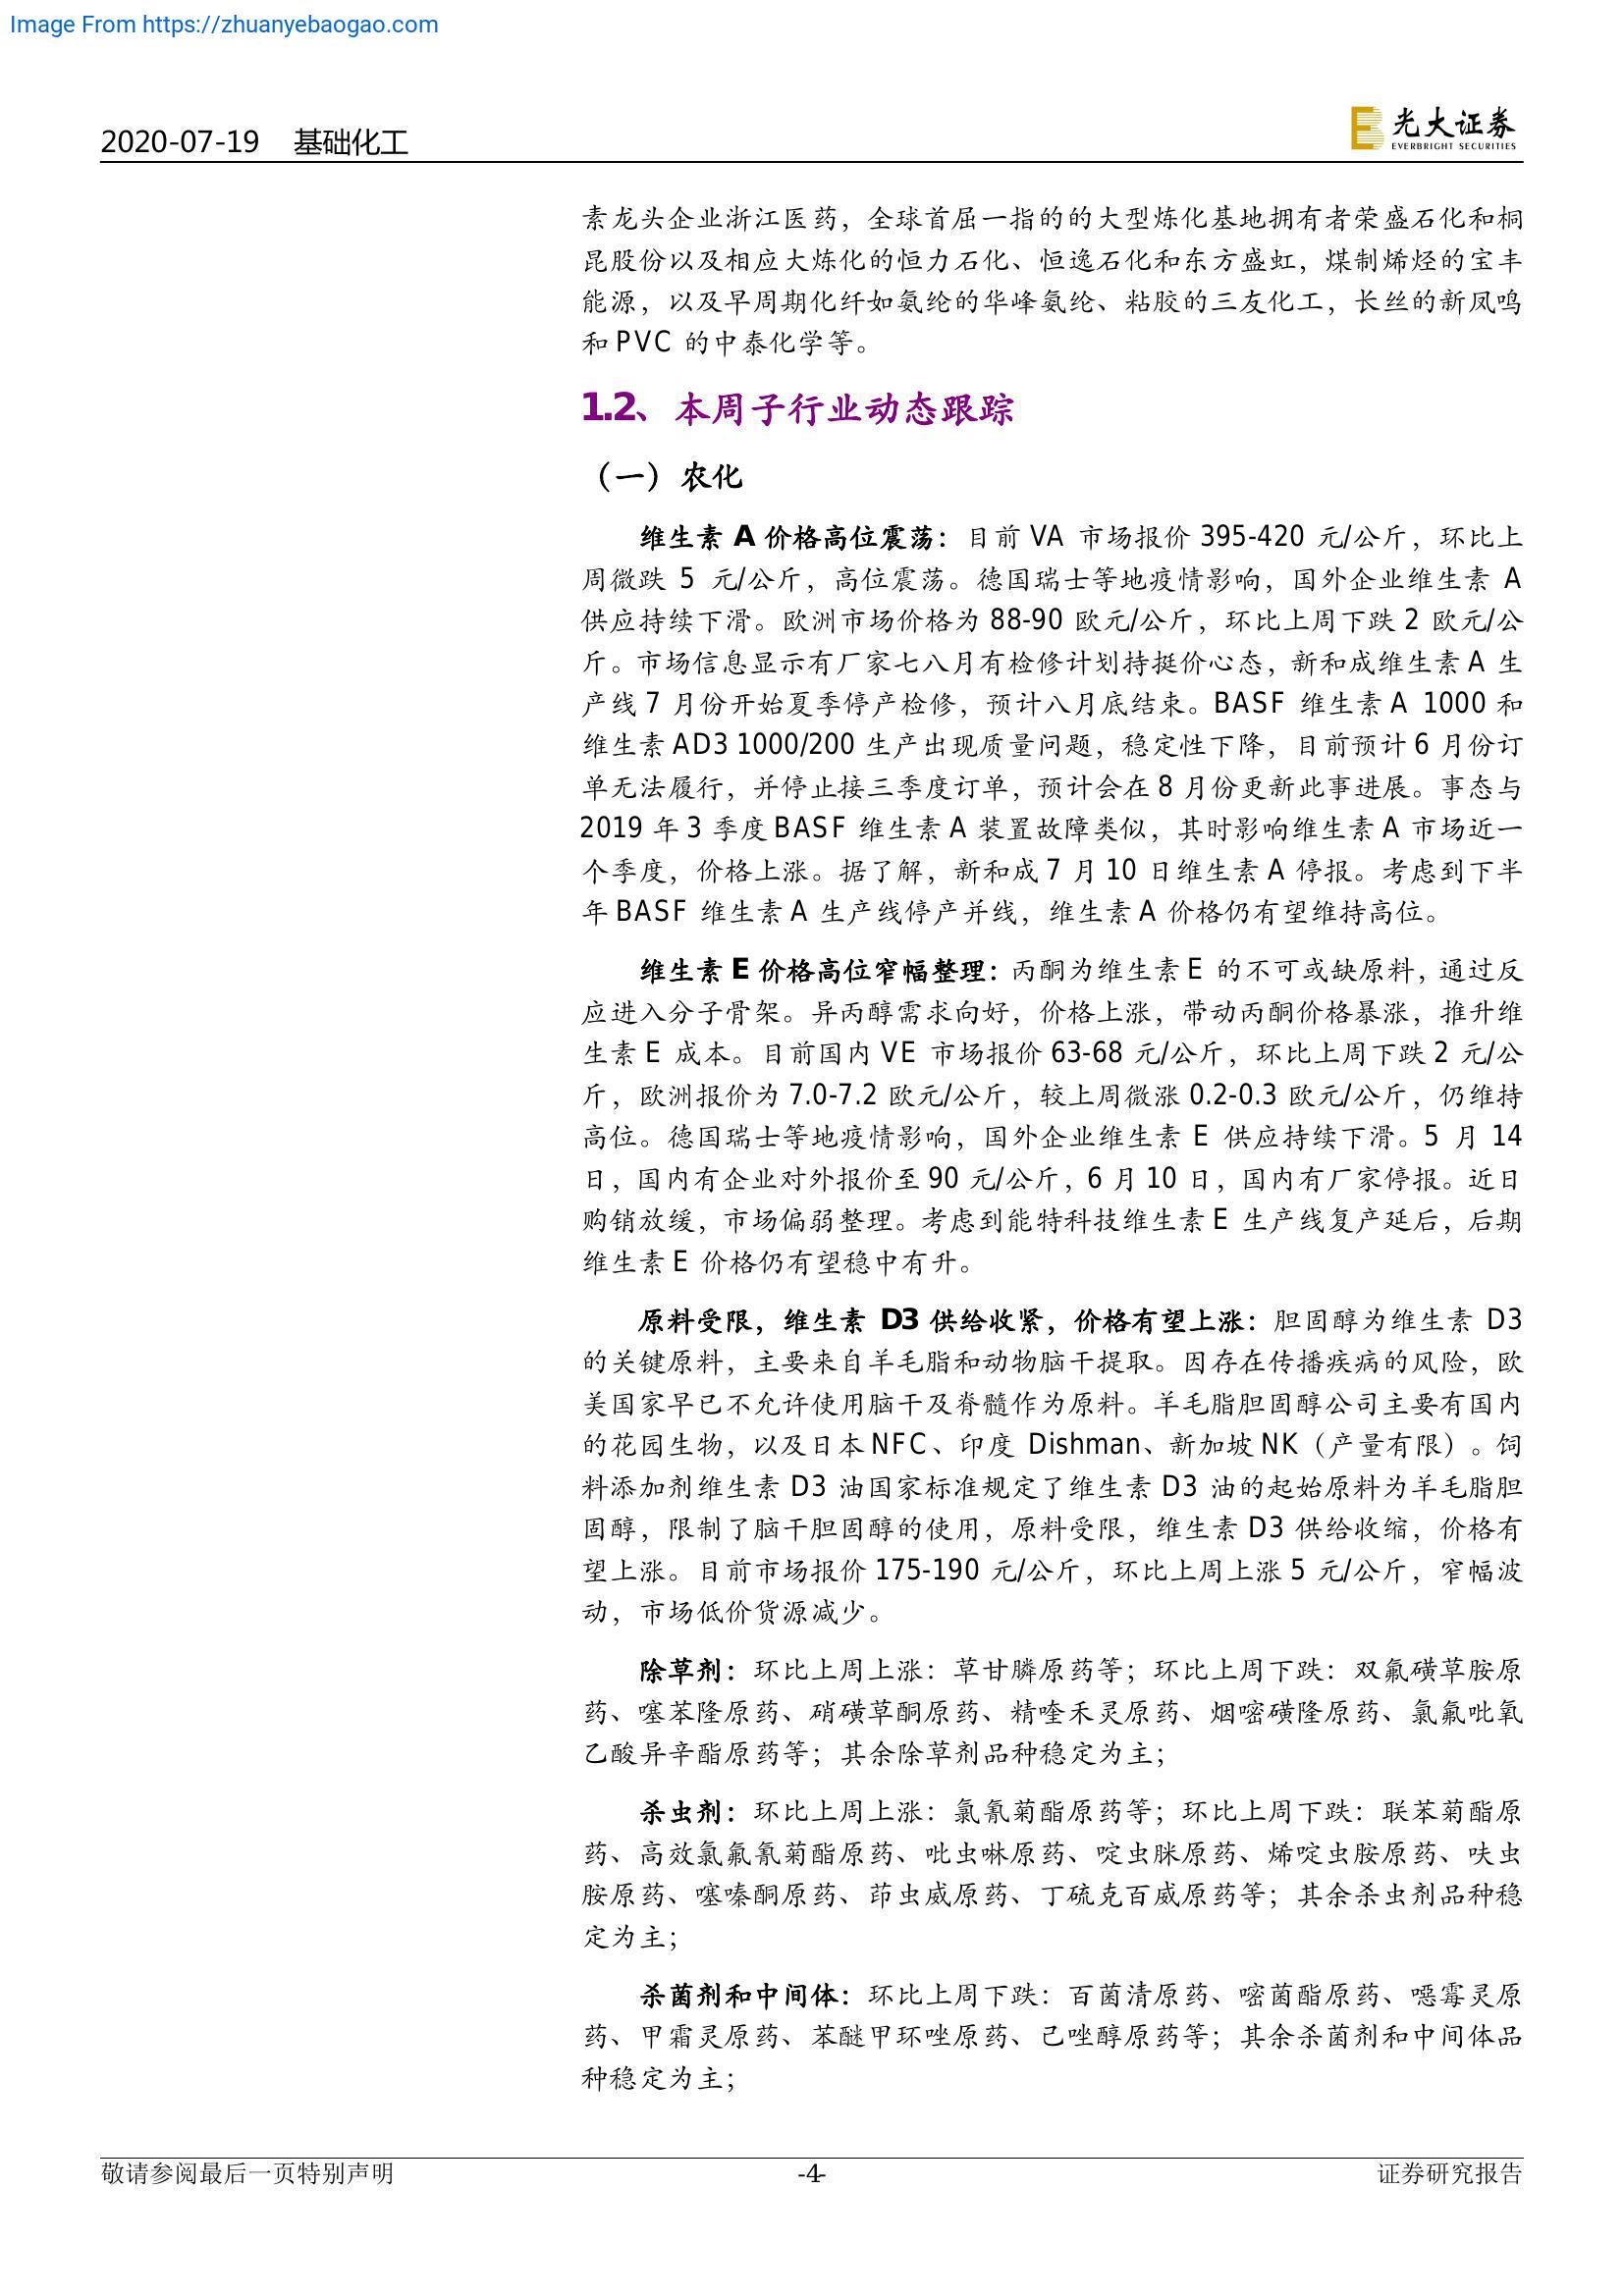 Image From https://zhuanyebaogao.com
2020-07-19 基础化工
光大证券
EVERBRIGHT SECURITIES
素龙头企业浙江医药，全球首屈一指的的大型炼化基地拥有者荣盛石化和桐
昆股份以及相应大炼化的恒力石化、恒逸石化和东方盛虹，煤制烯烃的宝丰
能源，以及早周期化纤如氨纶的华峰氨纶、粘胶的三友化工，长丝的新凤鸣
和 PVC 的中泰化学等。
1.2、本周子行业动态跟踪
（一）农化
维生素 A 价格高位震荡：目前 VA 市场报价 395-420 元/公斤，环比上
周微跌 5 元/公斤，高位震荡。德国瑞士等地疫情影响，国外企业维生素 A
供应持续下滑。欧洲市场价格为 88-90 欧元/公斤，环比上周下跌 2 欧元/公
斤。市场信息显示有厂家七八月有检修计划持挺价心态，新和成维生素 A 生
产线 7 月份开始夏季停产检修，预计八月底结束。BASF 维生素 A 1000 和
维生素 AD3 1000/200 生产出现质量问题，稳定性下降，目前预计 6 月份订
单无法履行，并停止接三季度订单，预计会在 8 月份更新此事进展。事态与
2019 年 3 季度 BASF 维生素 A 装置故障类似，其时影响维生素 A 市场近一
个季度，价格上涨。据了解，新和成 7 月 10 日维生素 A 停报。考虑到下半
年 BASF 维生素 A 生产线停产并线，维生素 A 价格仍有望维持高位。
维生素 E 价格高位窄幅整理：丙酮为维生素 E 的不可或缺原料，通过反
应进入分子骨架。异丙醇需求向好，价格上涨，带动丙酮价格暴涨，推升维
生素 E 成本。目前国内 VE 市场报价 63-68 元/公斤，环比上周下跌 2 元/公
斤，欧洲报价为 7.0-7.2 欧元/公斤，较上周微涨 0.2-0.3 欧元/公斤，仍维持
高位。德国瑞士等地疫情影响，国外企业维生素 E 供应持续下滑。5 月 14
日，国内有企业对外报价至 90 元/公斤，6 月 10 日，国内有厂家停报。近日
购销放缓，市场偏弱整理。考虑到能特科技维生素 E 生产线复产延后，后期
维生素 E 价格仍有望稳中有升。
原料受限，维生素 D3 供给收紧，价格有望上涨：胆固醇为维生素 D3
的关键原料，主要来自羊毛脂和动物脑干提取。因存在传播疾病的风险，欧
美国家早已不允许使用脑干及脊髓作为原料。羊毛脂胆固醇公司主要有国内
的花园生物，以及日本 NFC、印度 Dishman、新加坡 NK（产量有限）。饲
料添加剂维生素 D3 油国家标准规定了维生素 D3 油的起始原料为羊毛脂胆
固醇，限制了脑干胆固醇的使用，原料受限，维生素 D3 供给收缩，价格有
望上涨。目前市场报价 175-190 元/公斤，环比上周上涨 5 元/公斤，窄幅波
动，市场低价货源减少。
除草剂：环比上周上涨：草甘膦原药等；环比上周下跌：双氟磺草胺原
药、噻苯隆原药、硝磺草酮原药、精喹禾灵原药、烟嘧磺隆原药、氯氟吡氧
乙酸异辛酯原药等；其余除草剂品种稳定为主；
杀虫剂：环比上周上涨：氯氰菊酯原药等；环比上周下跌：联苯菊酯原
药、高效氯氟氰菊酯原药、吡虫啉原药、啶虫脒原药、烯啶虫胺原药、呋虫
胺原药、噻嗪酮原药、茚虫威原药、丁硫克百威原药等；其余杀虫剂品种稳
定为主；
杀菌剂和中间体：环比上周下跌：百菌清原药、嘧菌酯原药、噁霉灵原
药、甲霜灵原药、苯醚甲环唑原药、己唑醇原药等；其余杀菌剂和中间体品
种稳定为主；
敬请参阅最后一页特别声明 -4- 证券研究报告